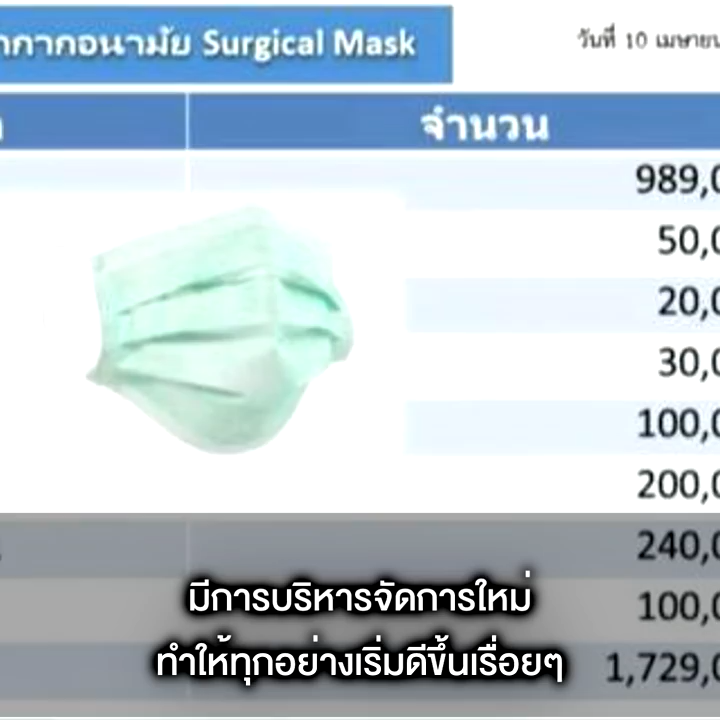 กากอนามัย Surgical Mask
วันที่ 10 เมษายน
จำนวน
989,0
50,0
20,0
30,0
100,0
200,0
240,0
100,0
มีการบริหารจัดการใหม่
ทำให้ทุกอย่างเริ่มดีขึ้นเรื่อยๆ
1,729,0